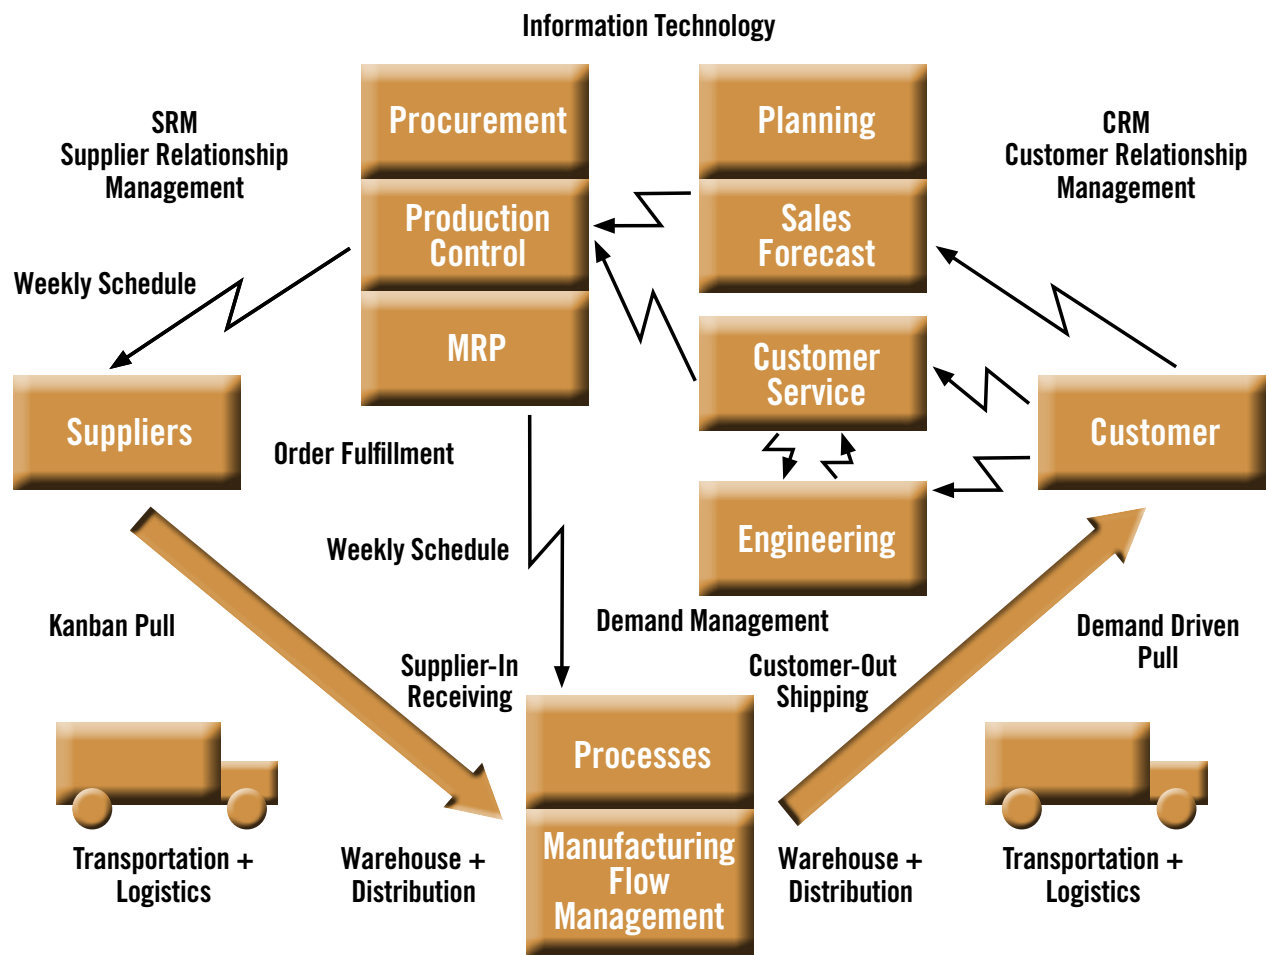 Information Technology
SRM
Supplier Relationship
Management
Procurement
Production
Control
MRP
Planning
Sales
Forecast
CRM
Customer Relationship
Management
Weekly Schedule
Suppliers
Customer
Service
Customer
Order Fulfillment
Engineering
Weekly Schedule
Kanban Pull
Demand Management
Demand Driven
Pull
Supplier-In
Receiving
Customer-Out
Shipping
Processes
Manufacturing
Flow
Management
Transportation +
Logistics
Warehouse +
Distribution
Warehouse +
Distribution
Transportation +
Logistics